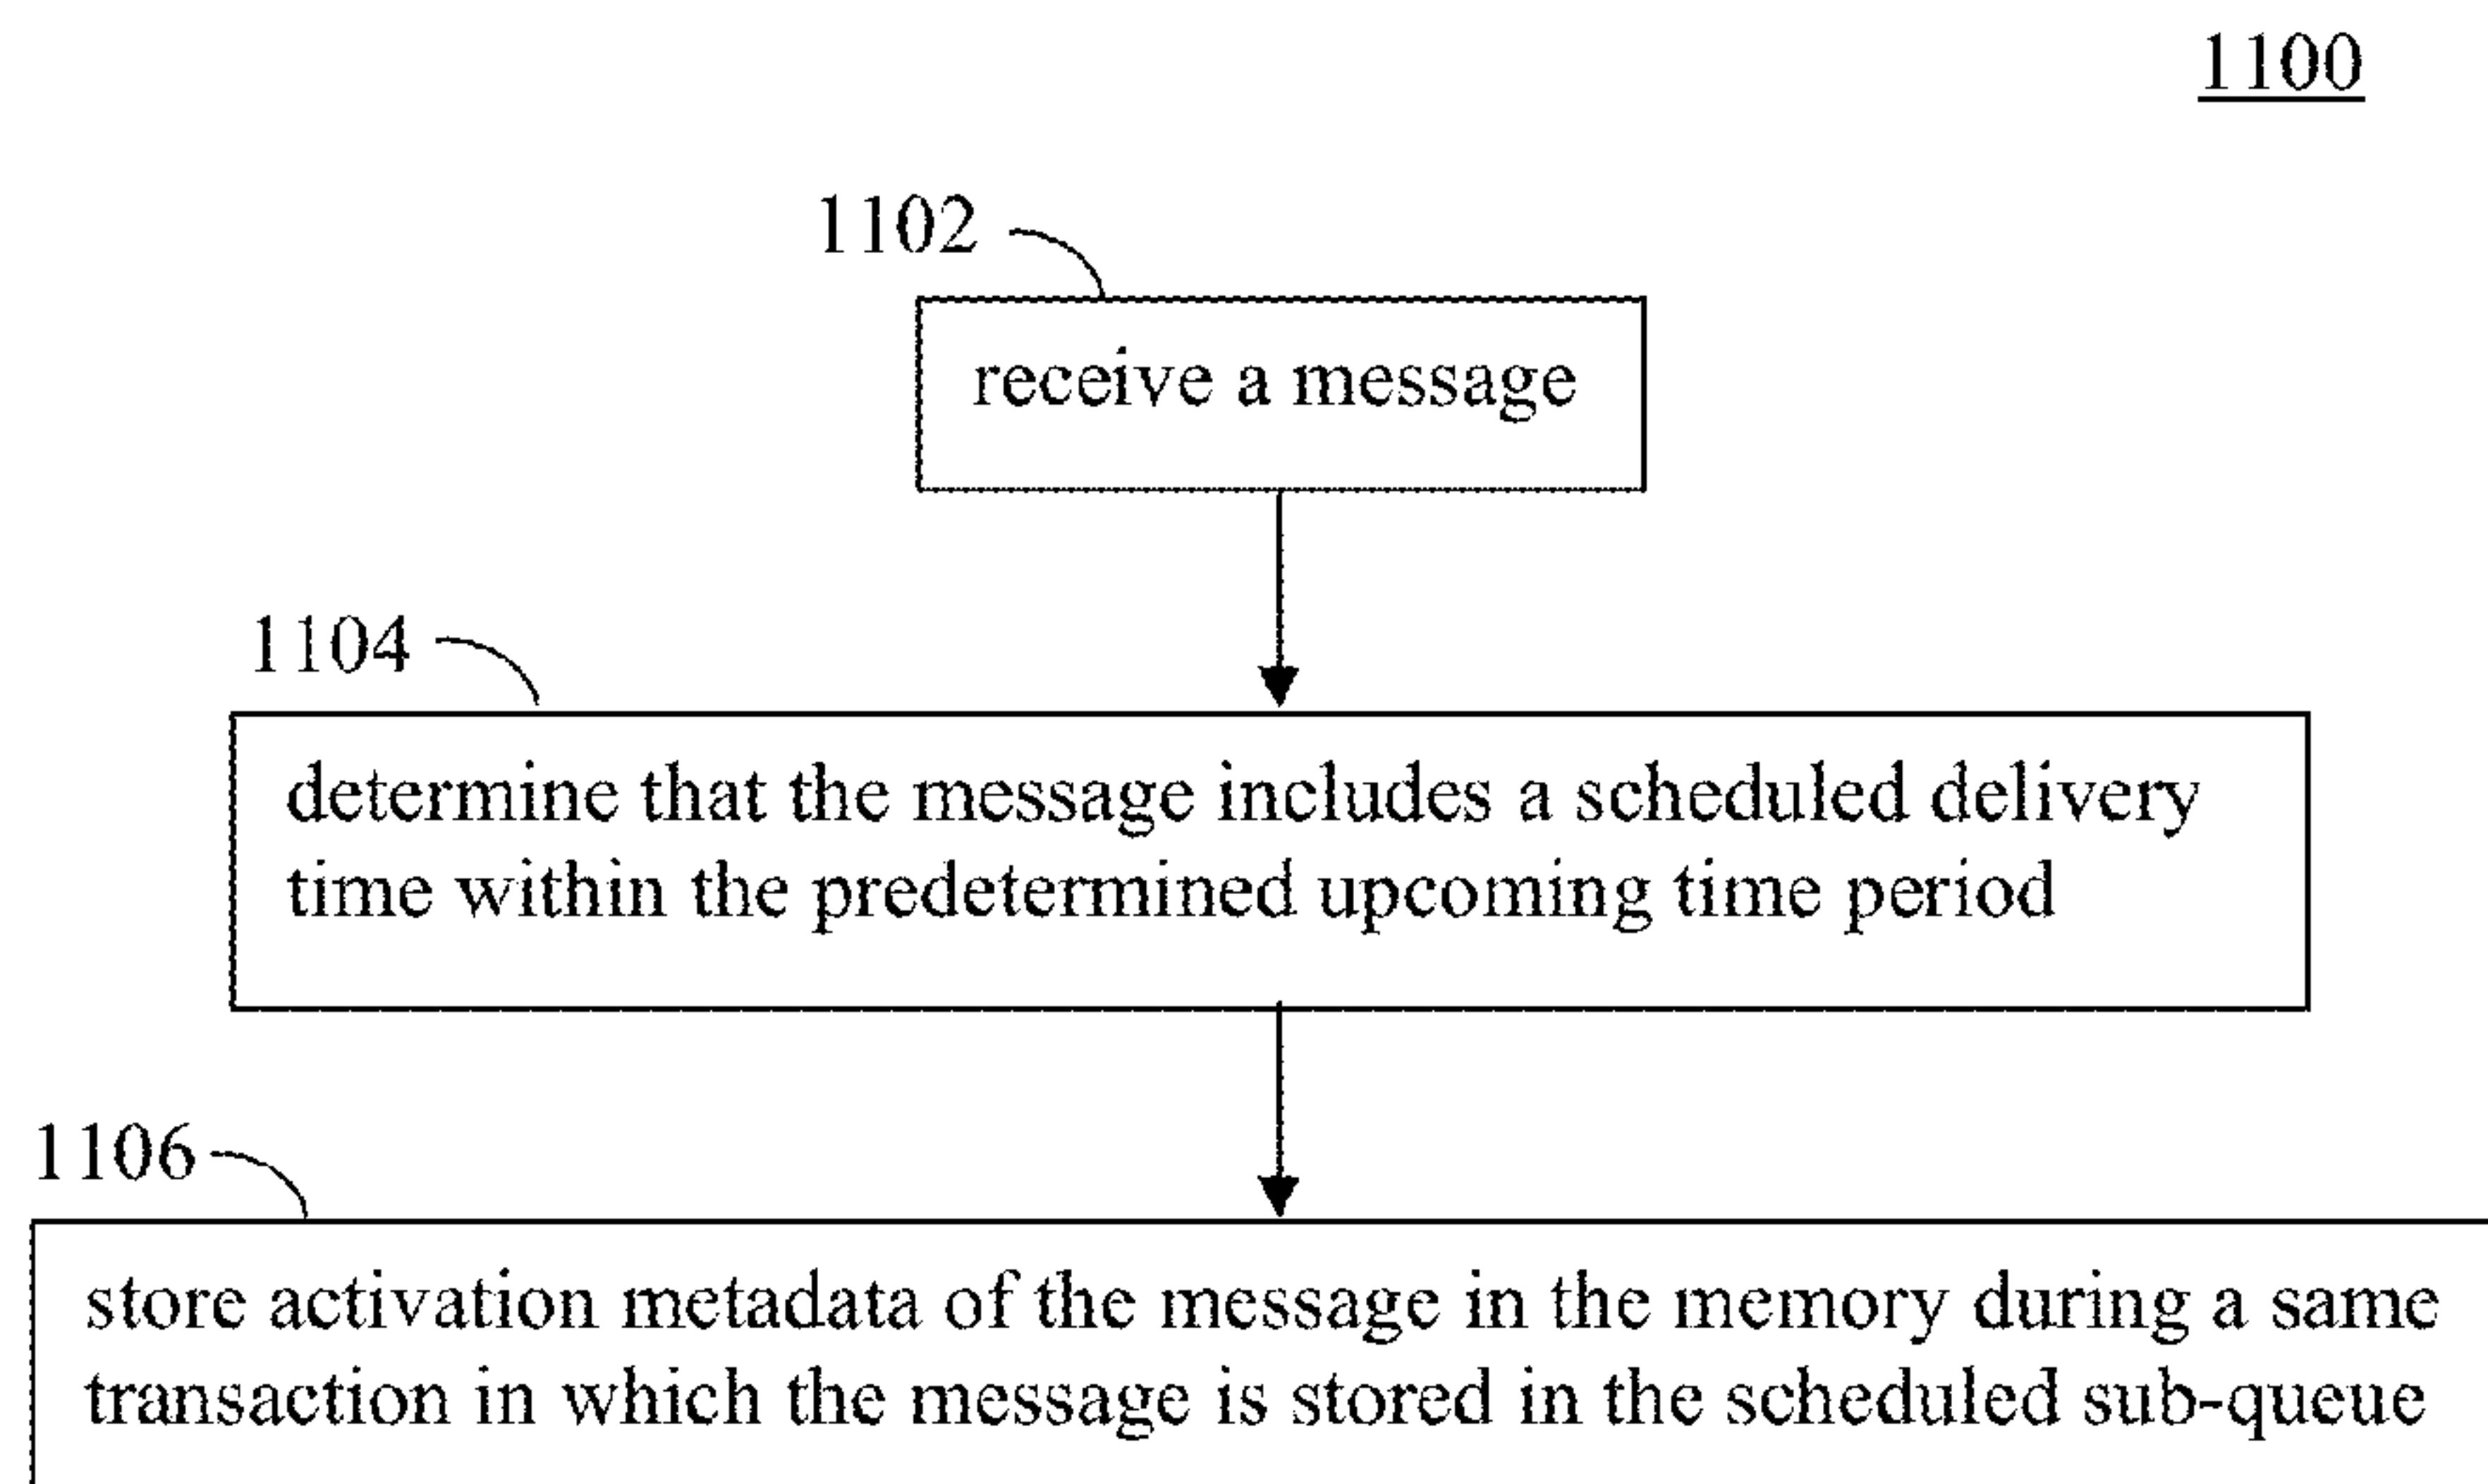 1100
1102
receive a message
1104
determine that the message includes a scheduled delivery
time within the predetermined upcoming time period
1106
store activation metadata of the message in the memory during a same
transaction in which the message is stored in the scheduled sub-queue